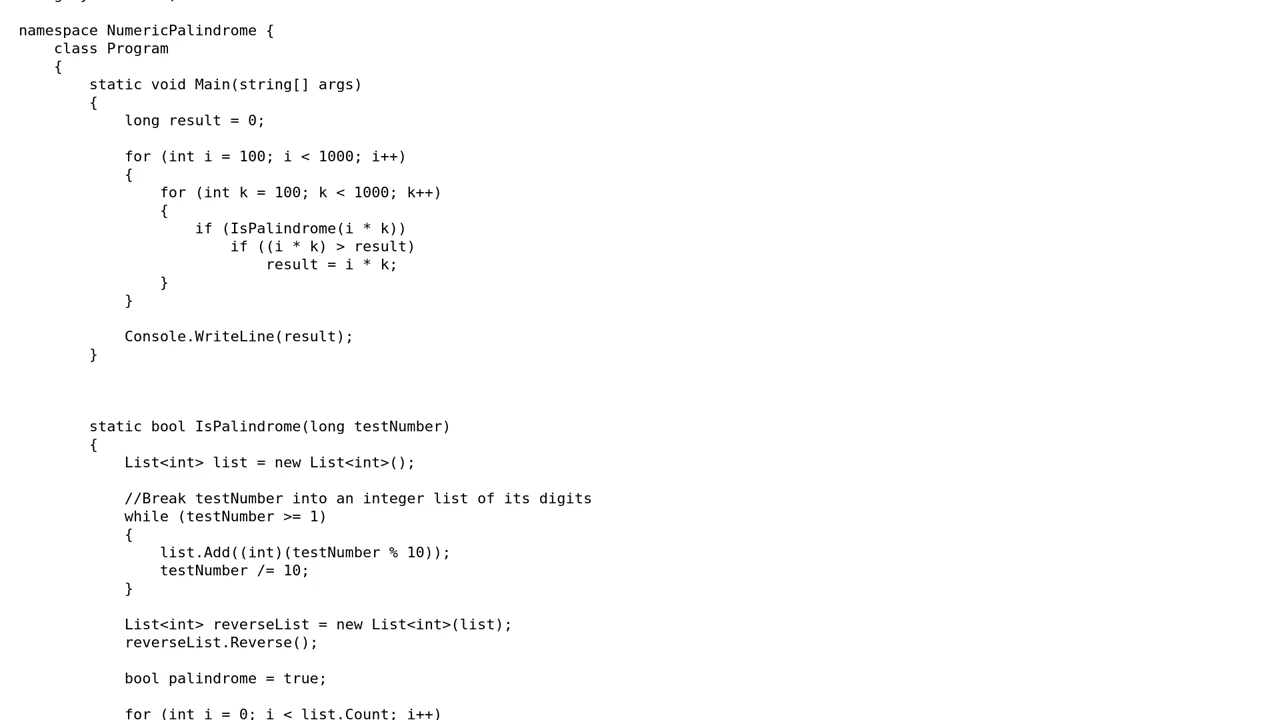 namespace NumericPalindrome {
    class Program
    {
        static void Main(string[] args)
        {
            long result = 0;

            for (int i = 100; i < 1000; i++)
            {
                for (int k = 100; k < 1000; k++)
                {
                    if (IsPalindrome(i * k))
                        if ((i * k) > result)
                            result = i * k;
                }
            }

            Console.WriteLine(result);
        }



        static bool IsPalindrome(long testNumber)
        {
            List<int> list = new List<int>();

            //Break testNumber into an integer list of its digits
            while (testNumber >= 1)
            {
                list.Add((int)(testNumber % 10));
                testNumber /= 10;
            }

            List<int> reverseList = new List<int>(list);
            reverseList.Reverse();

            bool palindrome = true;

            for (int i = 0; i < list.Count; i++)